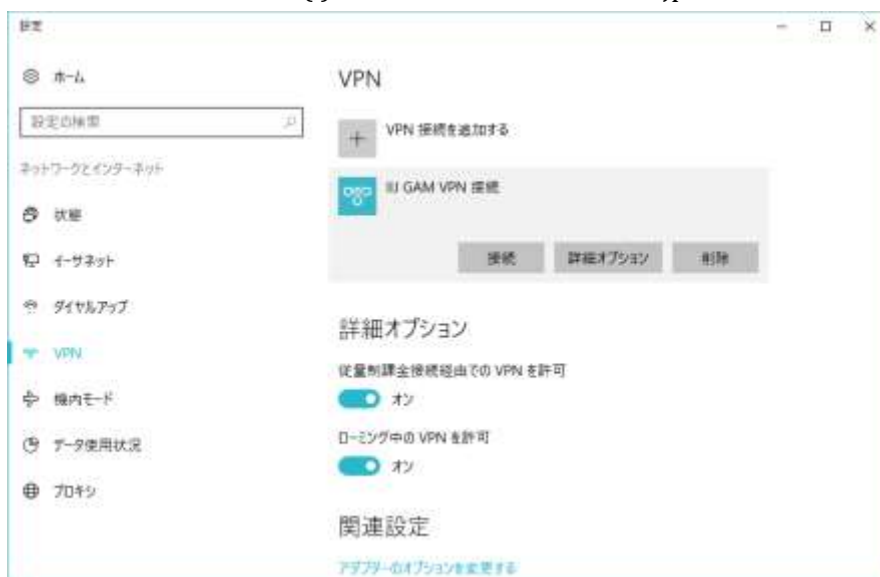 設定
ホーム
設定の検索
ネットワークとインターネット
状態
イーサネット
ダイヤルアップ
VPN
機内モード
データ使用状況
プロキシ
VPN
VPN 接続を追加する
IIJ GAM VPN 接続
接続
詳細オプション
削除
詳細オプション
従量制課金接続経由での VPN を許可
オン
ローミング中の VPN を許可
オン
関連設定
アダプターのオプションを変更する